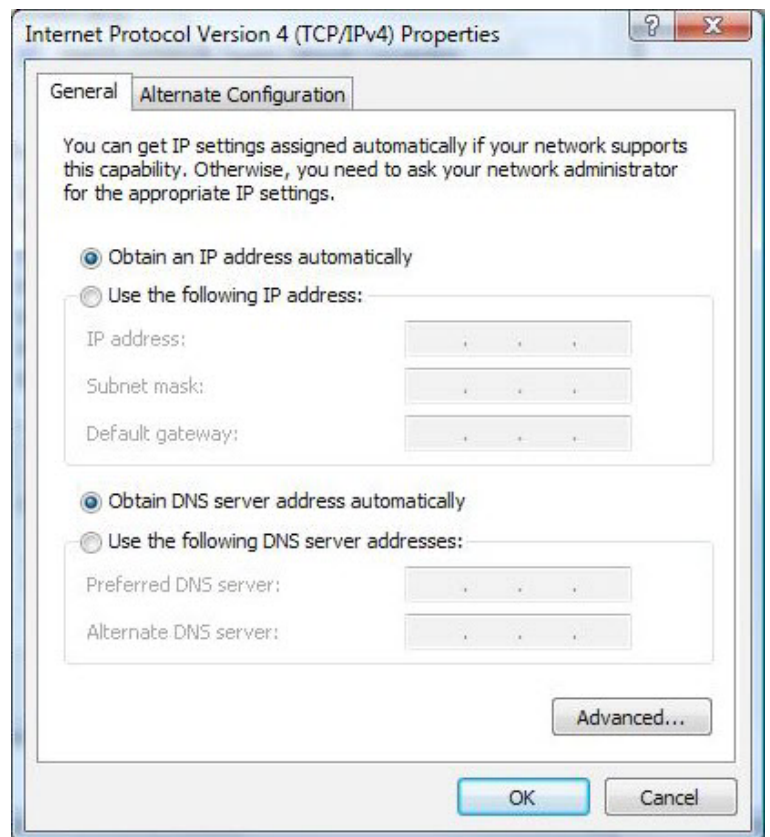 Internet Protocol Version 4 (TCP/IPv4) Properties
?
X
General
Alternate Configuration
You can get IP settings assigned automatically if your network supports
this capability. Otherwise, you need to ask your network administrator
for the appropriate IP settings.
Obtain an IP address automatically
Use the following IP address:
IP address: . . .
Subnet mask: . . .
Default gateway: . . .
Obtain DNS server address automatically
Use the following DNS server addresses:
Preferred DNS server: . . .
Alternate DNS server: . . .
Advanced...
OK
Cancel